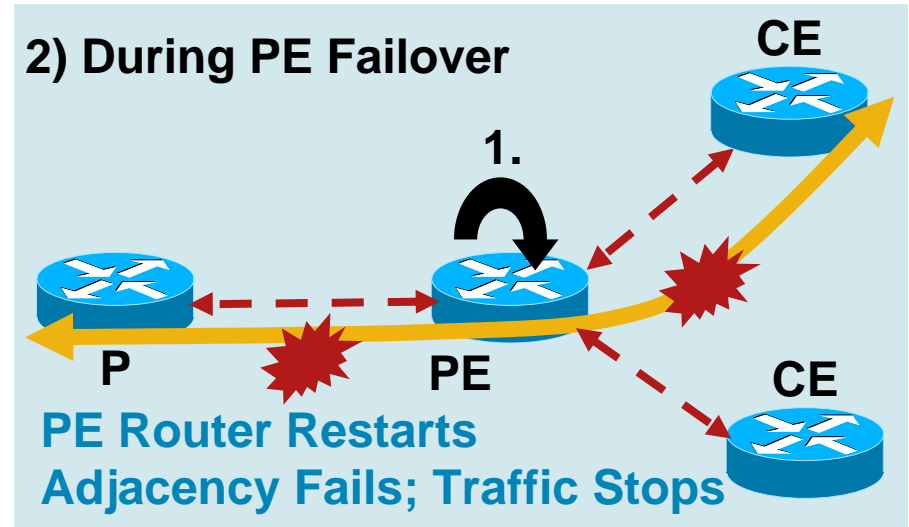 2) During PE Failover
CE
1.
P
PE
CE
PE Router Restarts
Adjacency Fails; Traffic Stops